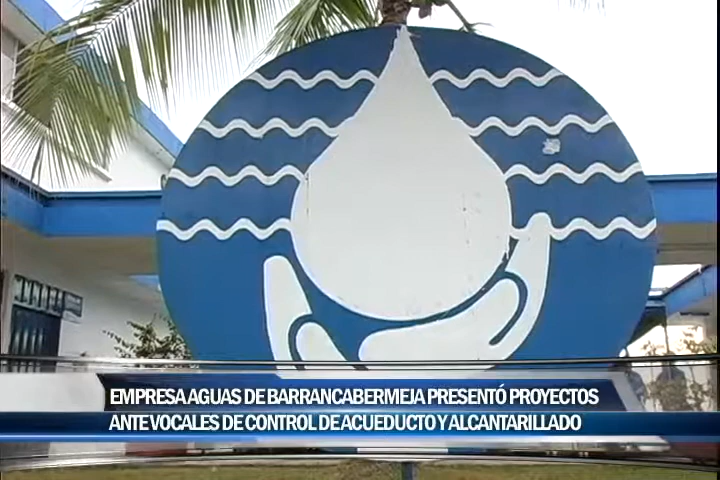 EMPRESA AGUAS DE BARRANCABERMEJA PRESENTÓ PROYECTOS
ANTE VOCALES DE CONTROL DE ACUEDUCTO Y ALCANTARILLADO